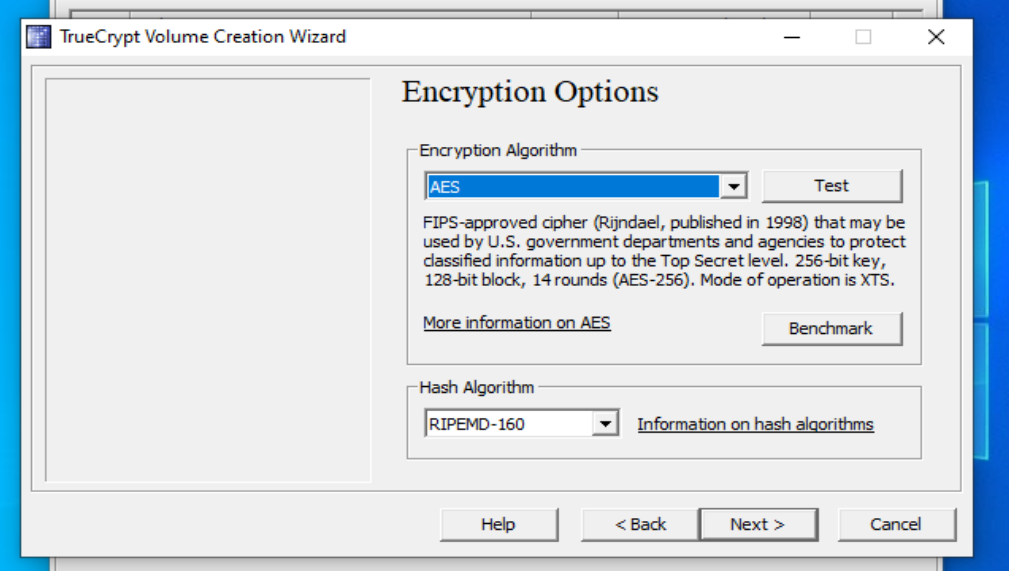 TrueCrypt Volume Creation Wizard
Encryption Options
Encryption Algorithm
AES
Test
FIPS-approved cipher (Rijndael, published in 1998) that may be
used by U.S. government departments and agencies to protect
classified information up to the Top Secret level. 256-bit key,
128-bit block, 14 rounds (AES-256). Mode of operation is XTS.
More information on AES
Benchmark
Hash Algorithm
RIPEMD-160
Information on hash algorithms
Help
< Back
Next >
Cancel